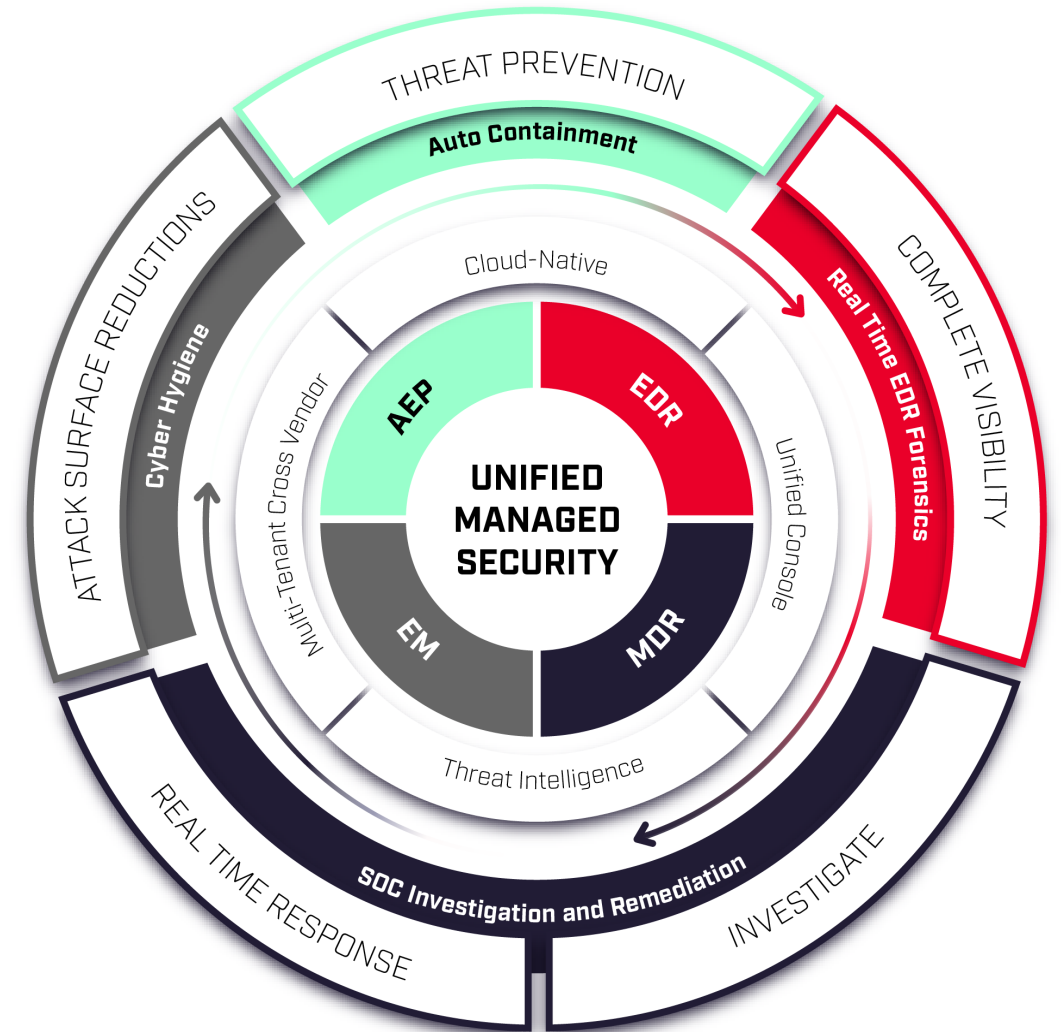 THREAT PREVENTION
Auto Containment
COMPLETE VISIBILITY
Real Time EDR Forensics
INVESTIGATE
SOC Investigation and Remediation
REAL TIME RESPONSE
ATTACK SURFACE REDUCTIONS
Cyber Hygiene
Cloud-Native
Unified Console
Threat Intelligence
Multi-Tenant Cross Vendor
AEP
EDR
MDR
EM
UNIFIED
MANAGED
SECURITY